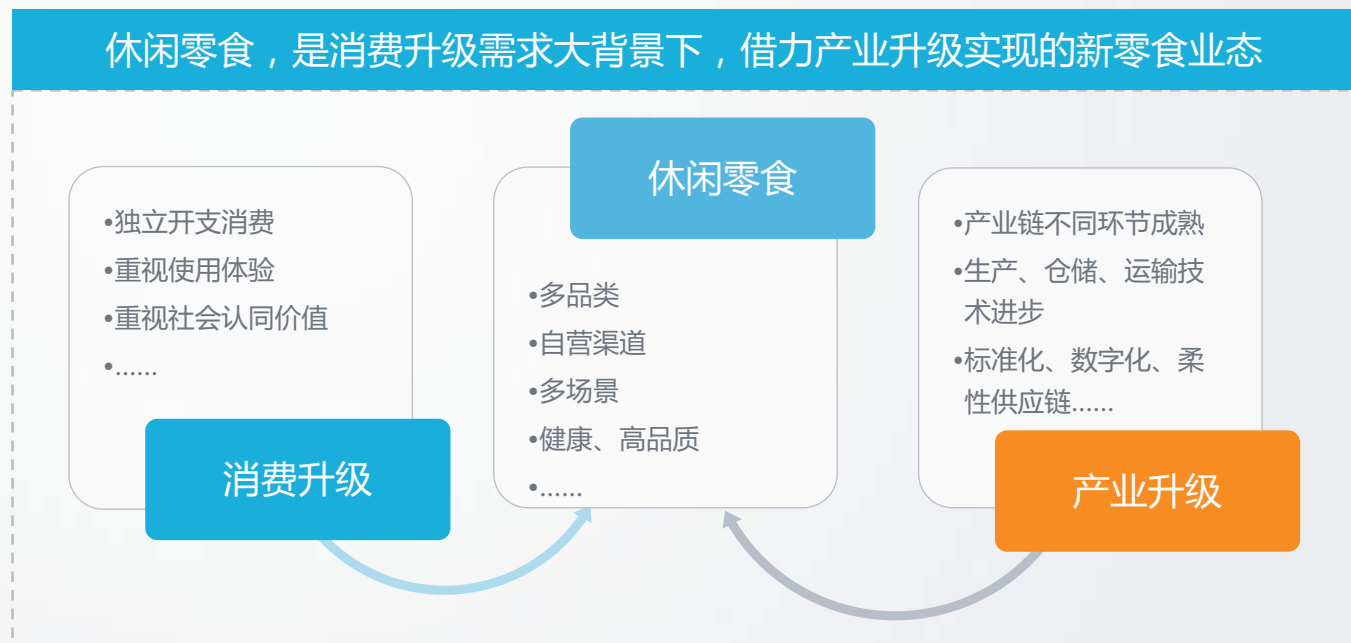 休闲零食，是消费升级需求大背景下，借力产业升级实现的新零食业态
•独立开支消费
•重视使用体验
•重视社会认同价值
•......
消费升级
休闲零食
•多品类
•自营渠道
•多场景
•健康、高品质
•......
•产业链不同环节成熟
•生产、仓储、运输技
术进步
•标准化、数字化、柔
性供应链......
产业升级